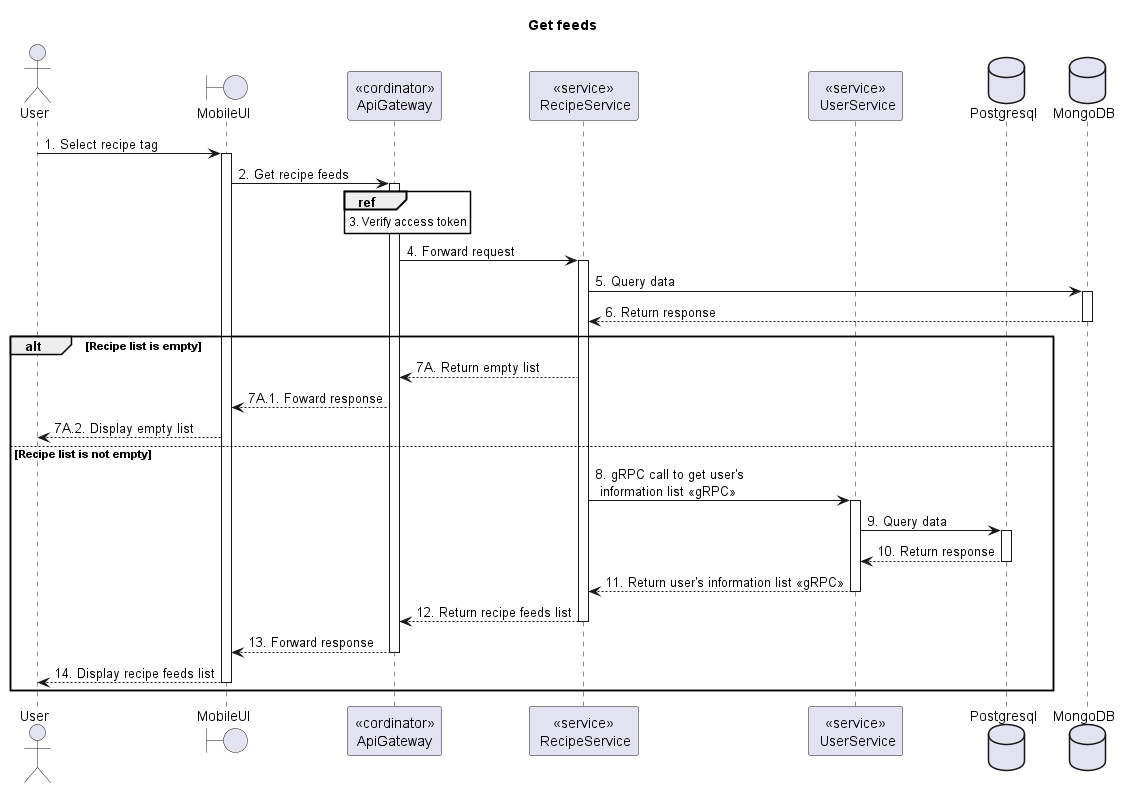 Get feeds
User
MobileUI
«cordinator»
ApiGateway
«service»
RecipeService
«service»
UserService
Postgresql
MongoDB
1. Select recipe tag
2. Get recipe feeds
ref
3. Verify access token
4. Forward request
5. Query data
6. Return response
alt [Recipe list is empty]
7A. Return empty list
7A.1. Foward response
7A.2. Display empty list
[Recipe list is not empty]
8. gRPC call to get user's
information list «gRPC»
9. Query data
10. Return response
11. Return user's information list «gRPC»
12. Return recipe feeds list
13. Forward response
14. Display recipe feeds list
User
MobileUI
«cordinator»
ApiGateway
«service»
RecipeService
«service»
UserService
Postgresql
MongoDB